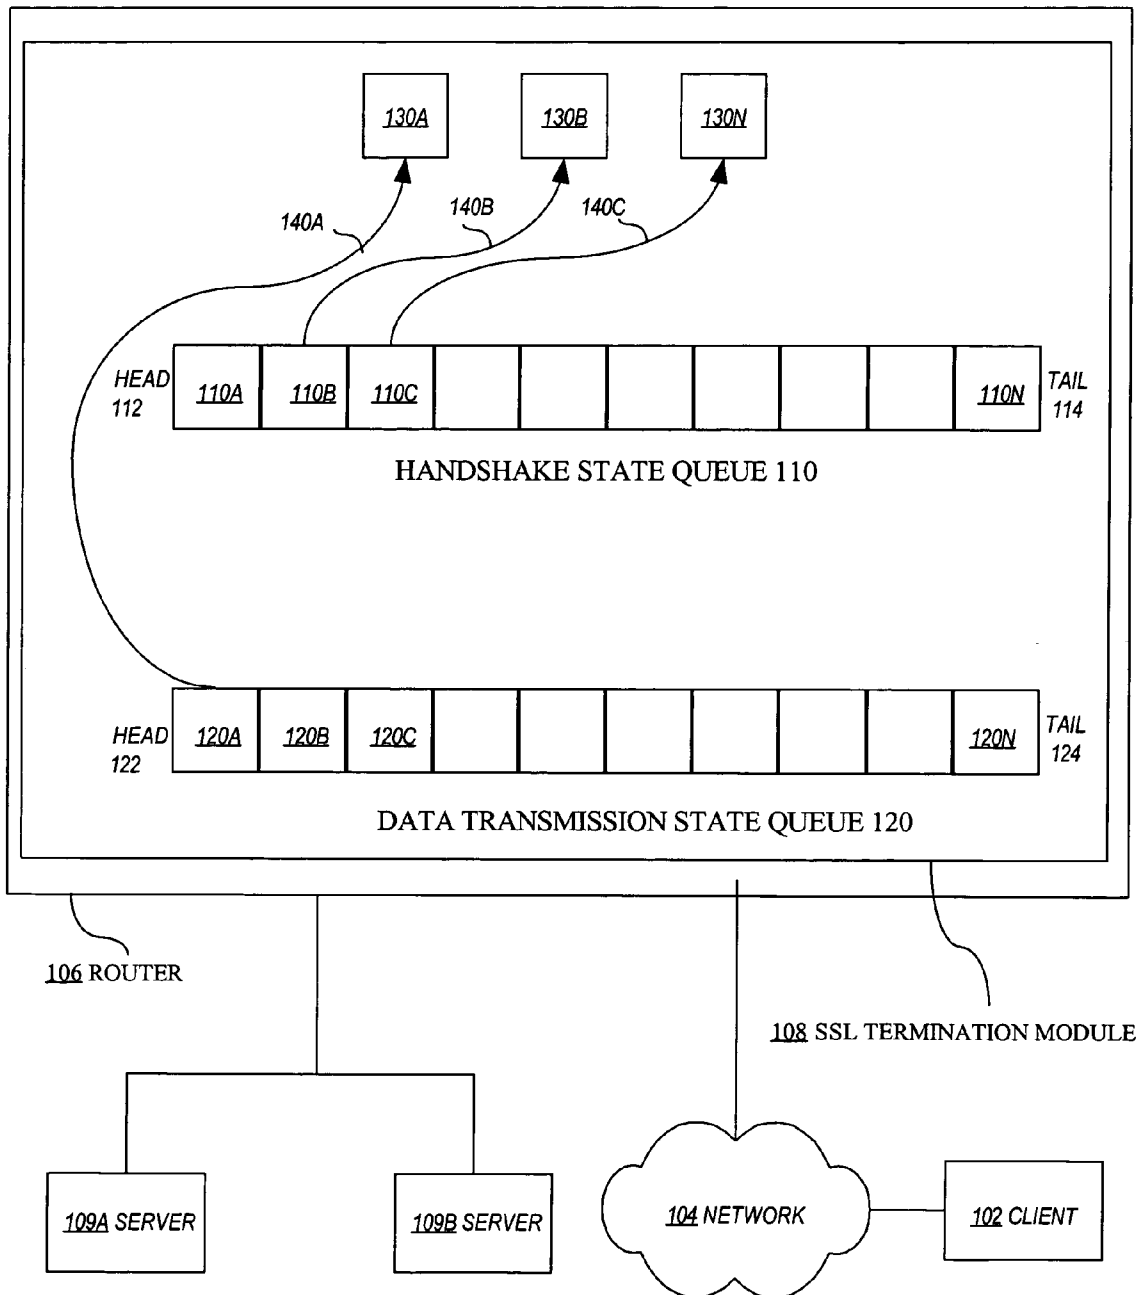 130A 130B 130N
140A 140B 140C
HEAD 112
110A 110B 110C 110N
TAIL 114
HANDSHAKE STATE QUEUE 110
HEAD 122
120A 120B 120C 120N
TAIL 124
DATA TRANSMISSION STATE QUEUE 120
106 ROUTER
108 SSL TERMINATION MODULE
109A SERVER
109B SERVER
104 NETWORK
102 CLIENT